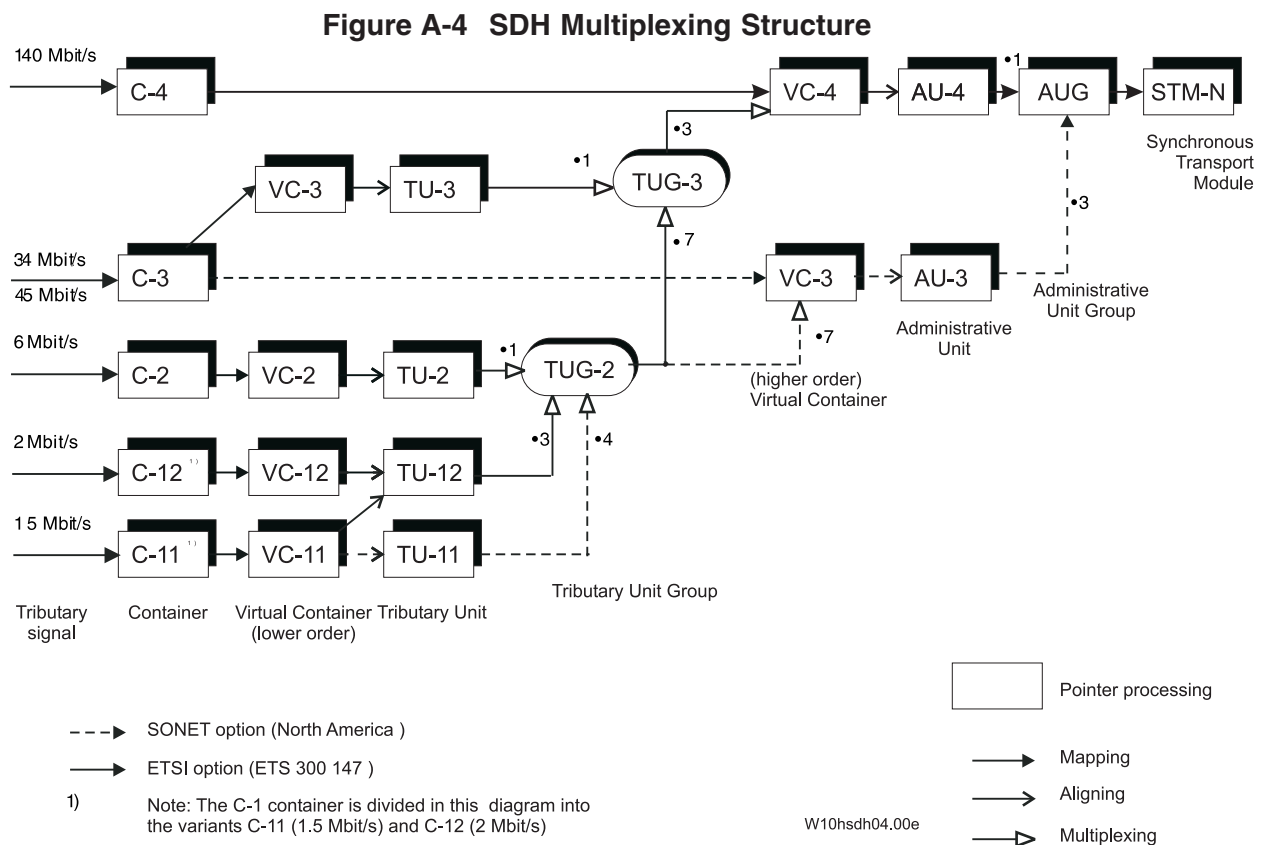 Figure A-4 SDH Multiplexing Structure
140 Mbit/s
C-4
VC-4
AU-4
•1
AUG
STM-N
Synchronous
Transport
Module
•3
•1
TUG-3
VC-3
TU-3
•7
•3
34 Mbit/s
45 Mbit/s
C-3
VC-3
AU-3
Administrative
Unit Group
Administrative
Unit
6 Mbit/s
C-2
VC-2
TU-2
•1
TUG-2
•7
(higher order)
Virtual Container
2 Mbit/s
C-12 1)
VC-12
TU-12
•3
•4
1 5 Mbit/s
C-11 1)
VC-11
TU-11
Tributary Unit Group
Tributary
signal
Container
Virtual Container
(lower order)
Tributary Unit
Pointer processing
SONET option (North America )
ETSI option (ETS 300 147 )
1) Note: The C-1 container is divided in this diagram into
the variants C-11 (1.5 Mbit/s) and C-12 (2 Mbit/s)
W10hsdh04.00e
Mapping
Aligning
Multiplexing